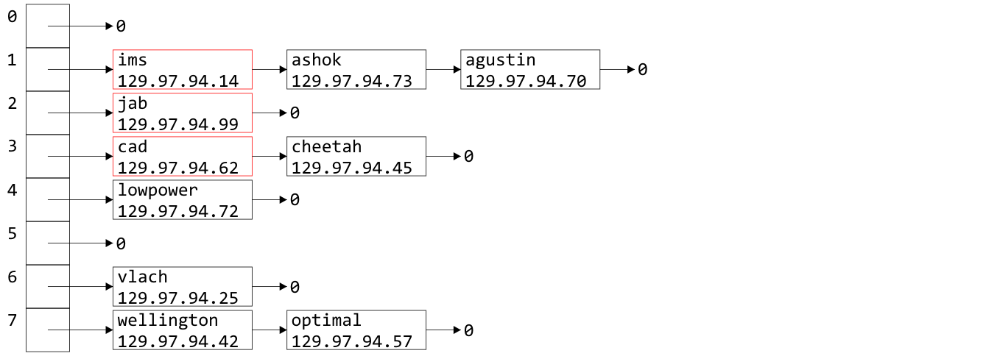 0 0
1 ims ashok agustin 0
129.97.94.14 129.97.94.73 129.97.94.70
2 jab 0
129.97.94.99
3 cad cheetah 0
129.97.94.62 129.97.94.45
4 lowpower 0
129.97.94.72
5 0
6 vlach 0
129.97.94.25
7 wellington optimal 0
129.97.94.42 129.97.94.57